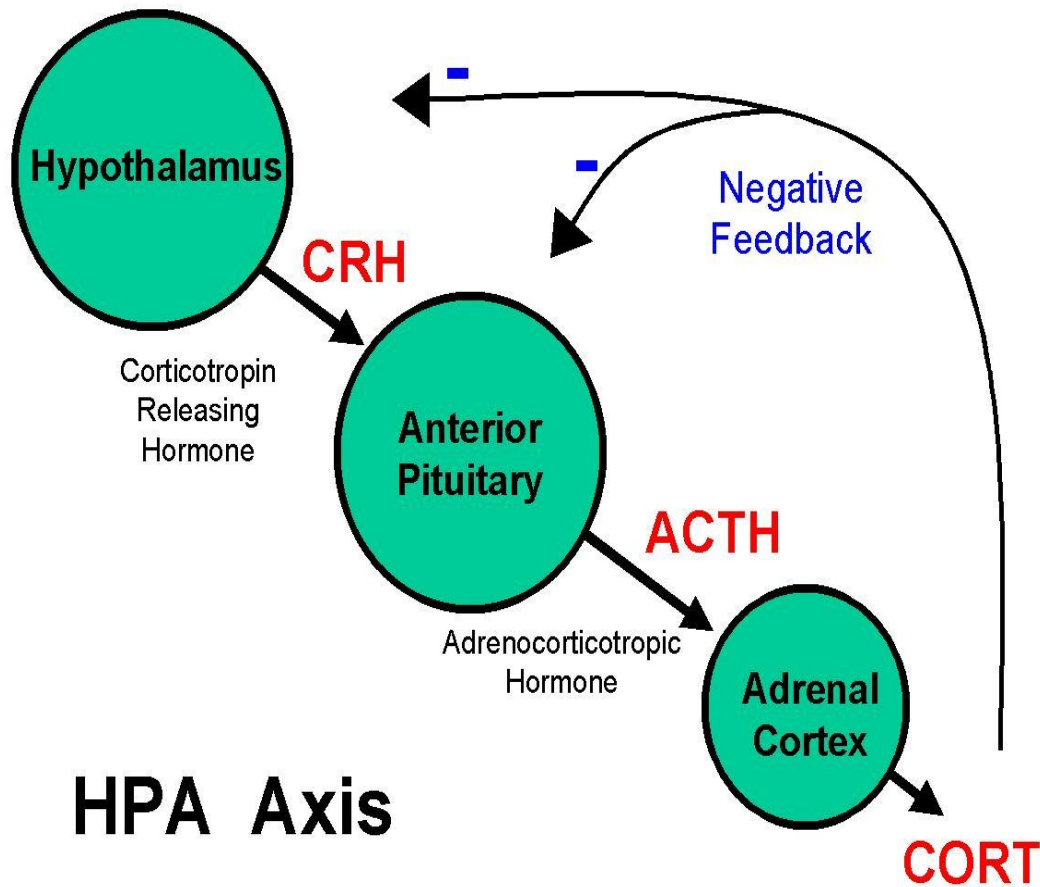 -
Hypothalamus
-
Negative
Feedback
CRH
Corticotropin
Releasing
Hormone
Anterior
Pituitary
ACTH
Adrenocorticotropic
Hormone
Adrenal
Cortex
HPA Axis
CORT